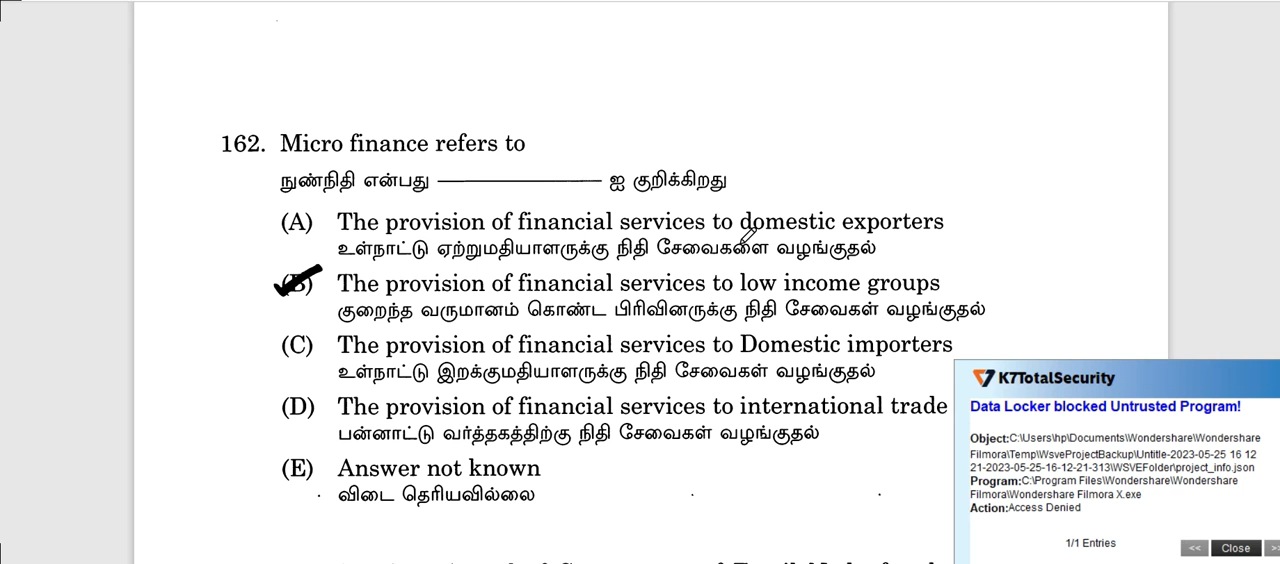 162. Micro finance refers to
நுண்நிதி என்பது ——————— ஐ குறிக்கிறது
(A) The provision of financial services to domestic exporters
உள்நாட்டு ஏற்றுமதியாளருக்கு நிதி சேவைகளை வழங்குதல்
(B) The provision of financial services to low income groups
குறைந்த வருமானம் கொண்ட பிரிவினருக்கு நிதி சேவைகள் வழங்குதல்
(C) The provision of financial services to Domestic importers
உள்நாட்டு இறக்குமதியாளருக்கு நிதி சேவைகள் வழங்குதல்
(D) The provision of financial services to international trade
பன்னாட்டு வர்த்தகத்திற்கு நிதி சேவைகள் வழங்குதல்
(E) Answer not known
விடை தெரியவில்லை
K7TotalSecurity
Data Locker blocked Untrusted Program!
Object:C:\Users\hp\Documents\Wondershare\Wondershare
Filmora\Temp\WsveProjectBackup\Untitle-2023-05-25 16 12
21-2023-05-25-16-12-21-313\WSVEFolder\project_info.json
Program:C:\Program Files\Wondershare\Wondershare
Filmora\Wondershare Filmora X.exe
Action:Access Denied
1/1 Entries
<< Close >>